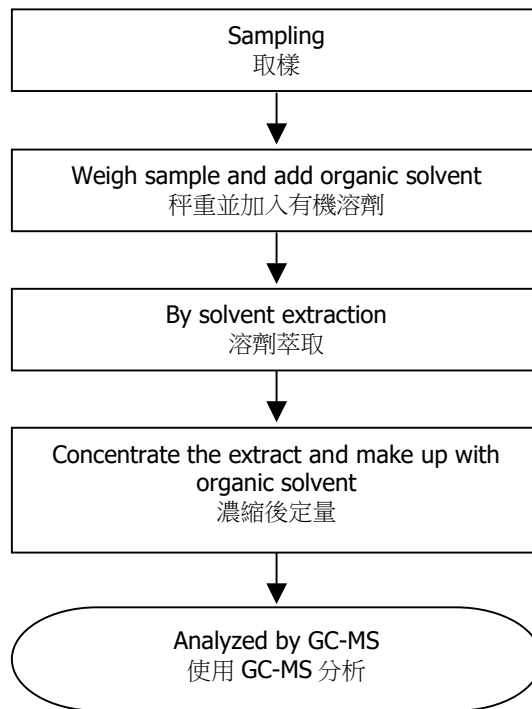 Sampling
取樣
Weigh sample and add organic solvent
秤重並加入有機溶劑
By solvent extraction
溶劑萃取
Concentrate the extract and make up with
organic solvent
濃縮後定量
Analyzed by GC-MS
使用 GC-MS 分析